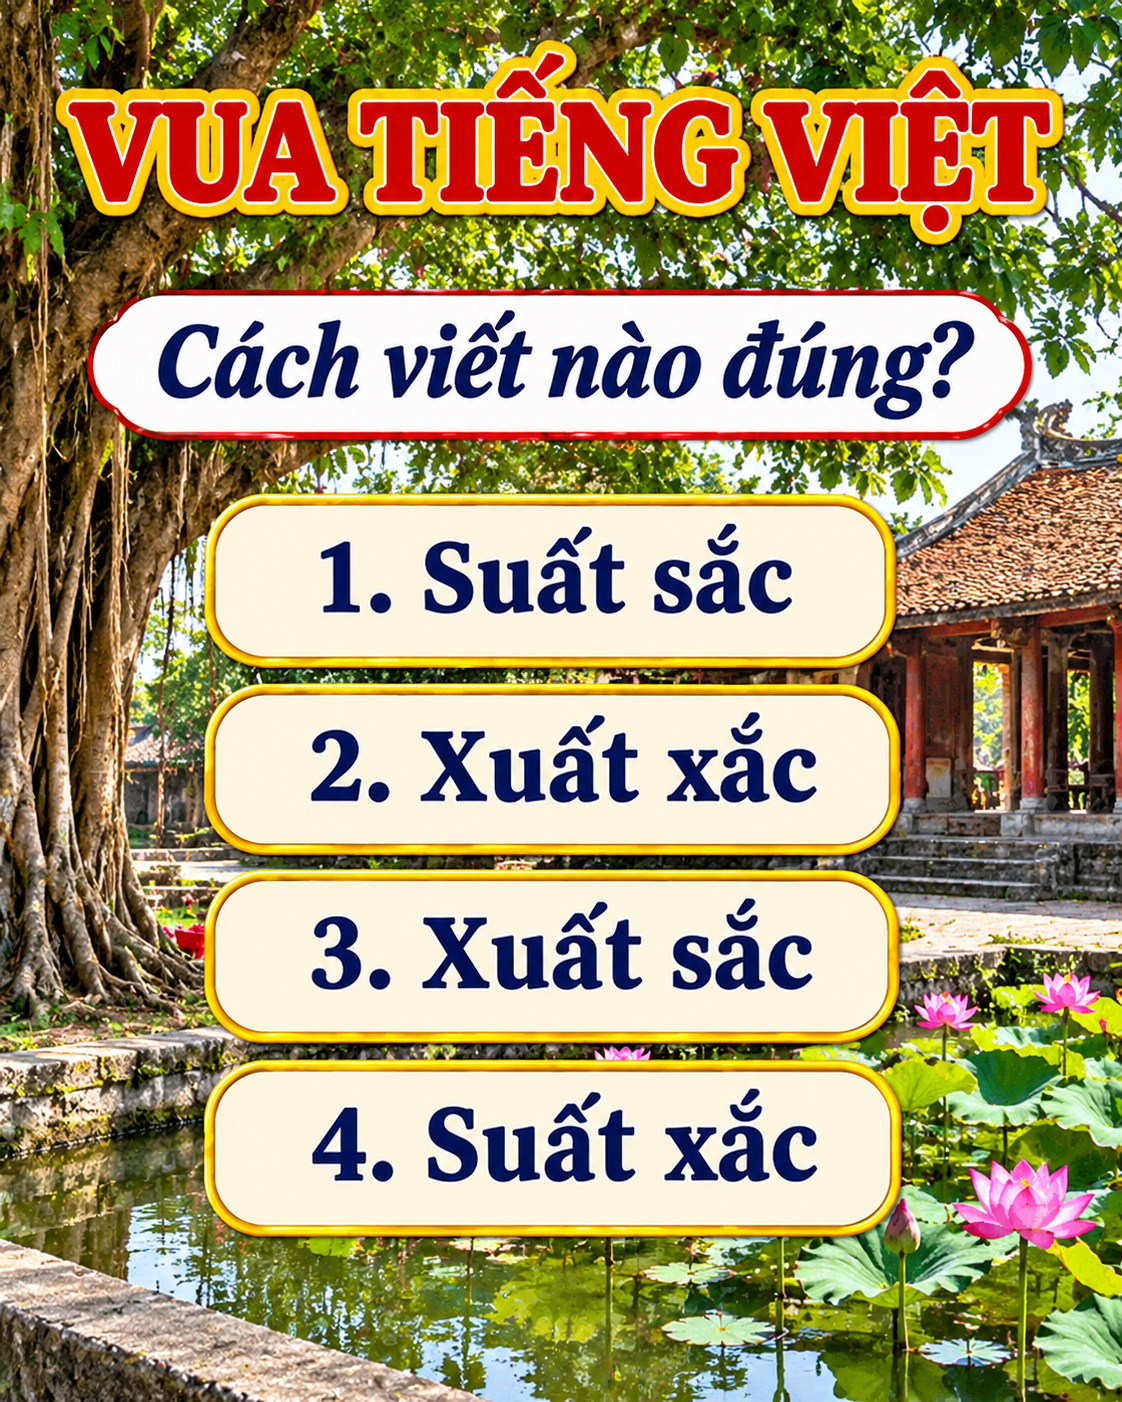 VUA TIẾNG VIỆT
Cách viết nào đúng?
1. Suất sắc
2. Xuất xắc
3. Xuất sắc
4. Suất xắc